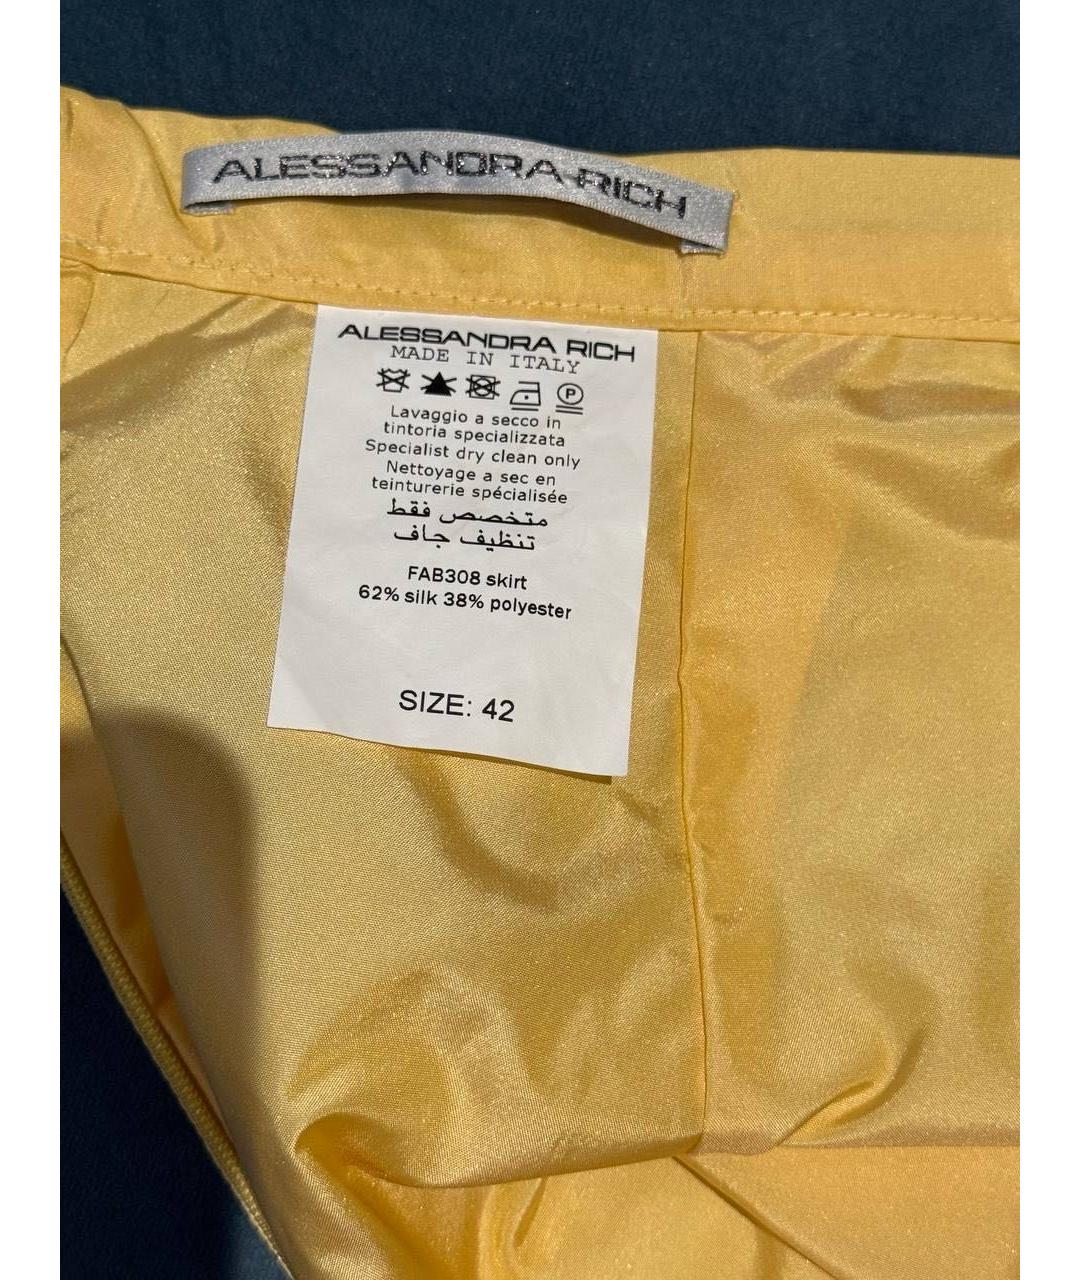 ALESSANDRA RICH
ALESSANDRA RICH
MADE IN ITALY
P
Lavaggio a secco in
tintoria specializzata
Specialist dry clean only
Nettoyage a sec en
teinturerie spécialisée
متخصص فقط
تنظيف جاف
FAB308 skirt
62% silk 38% polyester
SIZE: 42